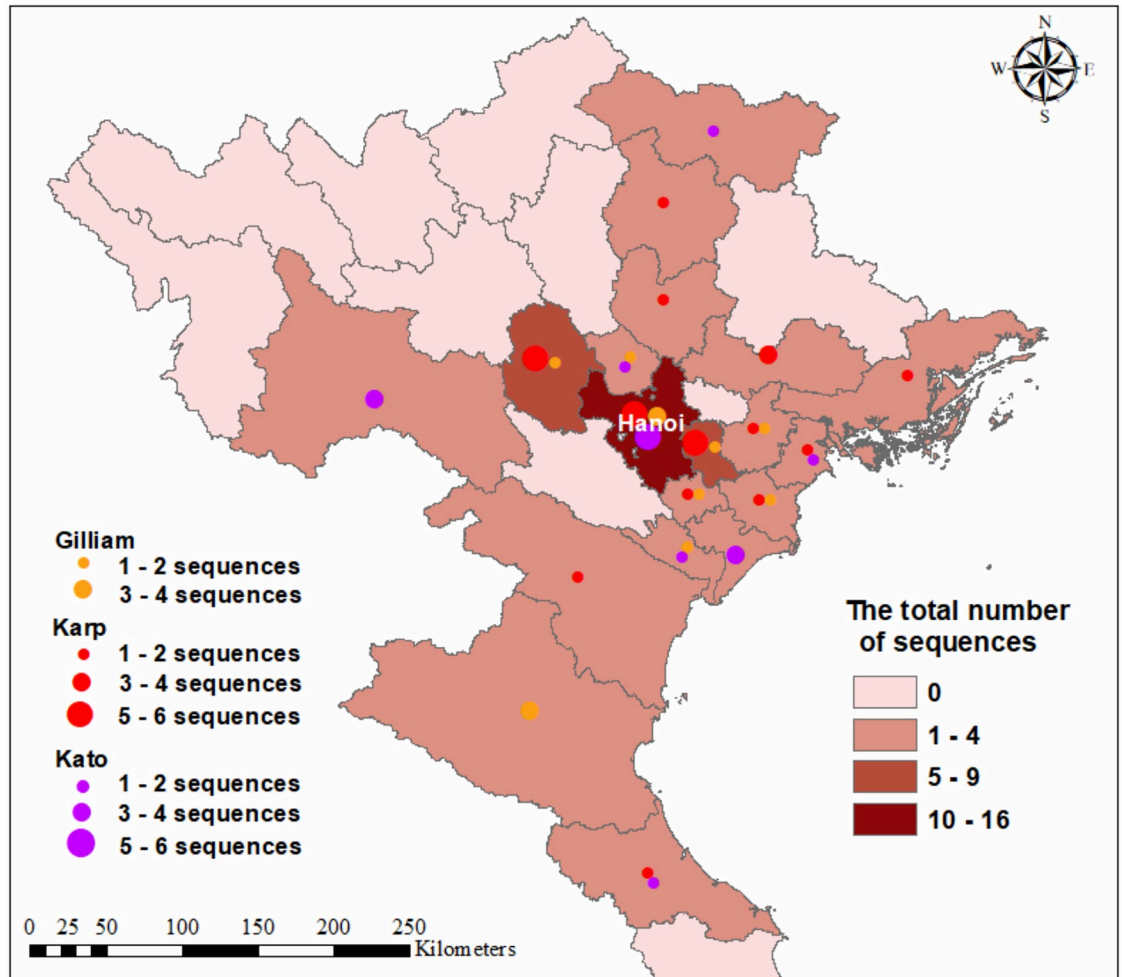 N
W E
S
Hanoi
Gilliam
1 - 2 sequences
3 - 4 sequences
Karp
1 - 2 sequences
3 - 4 sequences
5 - 6 sequences
Kato
1 - 2 sequences
3 - 4 sequences
5 - 6 sequences
The total number
of sequences
0
1 - 4
5 - 9
10 - 16
0 25 50 100 150 200 250
Kilometers